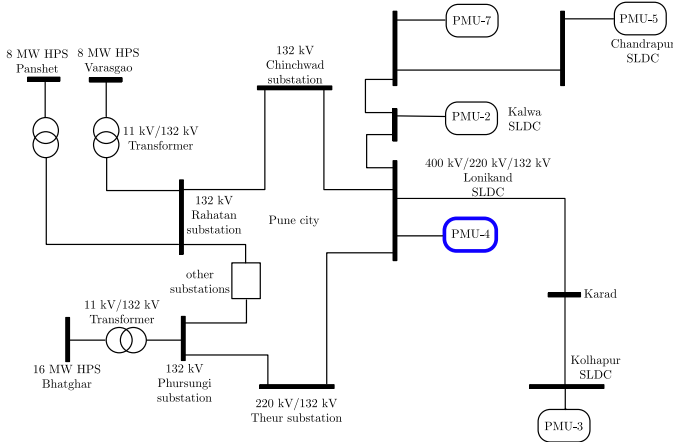 PMU-7
PMU-5
Chandrapur
SLDC
132 kV
Chinchwad
substation
8 MW HPS
Panshet
8 MW HPS
Varasgao
11 kV/132 kV
Transformer
PMU-2
Kalwa
SLDC
400 kV/220 kV/132 kV
Lonikand
SLDC
132 kV
Rahatan
substation
Pune city
PMU-4
other
substations
11 kV/132 kV
Transformer
Karad
16 MW HPS
Bhatghar
132 kV
Phursungi
substation
220 kV/132 kV
Theur substation
Kolhapur
SLDC
PMU-3